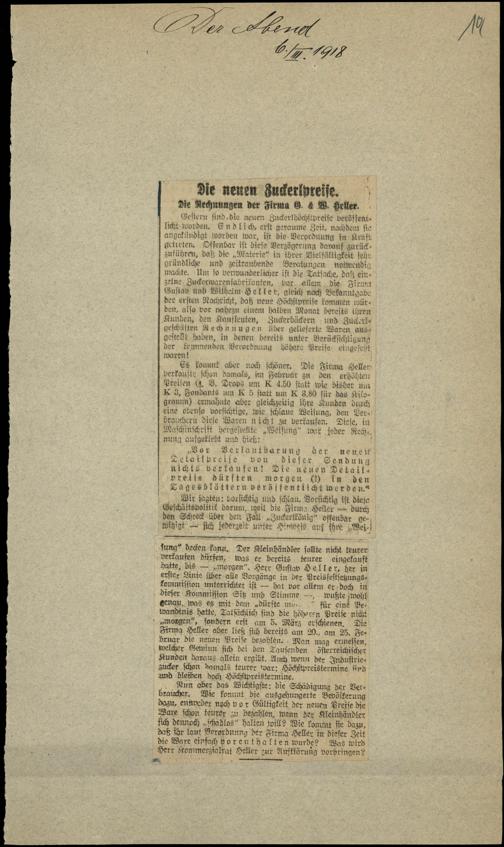 Der Abend
6./III. 1918
19
Die neuen Zuckerlpreise.
Die Rechnungen der Firma G. & W. Heller.
Gestern sind die neuen Zuckerlhöchstpreise veröffent-
licht worden. Endlich, erst geraume Zeit, nachdem sie
angekündigt worden war, ist die Verordnung in Kraft
getreten. Offenbar ist diese Verzögerung darauf zurück-
zuführen, daß die „Materie" in ihrer Vielfältigkeit sehr
gründliche und zeitraubende Beratungen notwendig
machte. Um so verwunderlicher ist die Tatsache, daß ein-
zelne Zuckerwarenfabrikanten, vor allem die Firma
Gustav und Wilhelm Heller, gleich nach Bekanntgabe
der ersten Nachricht, daß neue Höchstpreise kommen wür-
den, also vor nahezu einem halben Monat bereits ihren
Kunden, den Kaufleuten, Zuckerbäckern und Zuckerl-
geschäften Rechnungen über gelieferte Waren aus-
gestellt haben, in denen bereits unter Berücksichtigung
der kommenden Verordnung höhere Preise eingesetzt
waren!
Es kommt aber noch schöner. Die Firma Heller
verkaufte schon damals, im Februar zu den erhöhten
Preisen (z. B. Drops um K 4.50 statt wie bisher um
K 3, Fondants um K 5 statt um K 3.80 für das Kilo-
gramm) ermahnte aber gleichzeitig ihre Kunden durch
eine ebenso vorsichtige, wie schlaue Weisung, den Ver-
brauchern diese Waren nicht zu verkaufen. Diese, in
Maschinschrift hergestellte „Weisung" war jeder Rech-
nung aufgeklebt und hieß:
„Vor Verlautbarung der neuen
Detailpreise von dieser Sendung
nichts verkaufen! Die neuen Detail-
preise dürften morgen (!) in den
Tagesblättern veröffentlicht werden."
Wir sagten: vorsichtig und schlau. Vorsichtig ist diese
Geschäftspolitik darum, weil die Firma Heller — durch
den Schreck über den Fall „Zuckerlkönig" offenbar ge-
witzigt — sich jederzeit unter Hinweis auf ihre „Wei-
sung" decken kann. Der Kleinhändler sollte nicht teurer
verkaufen dürfen, was er bereits teurer eingekauft
hatte, bis — „morgen". Herr Gustav Heller, der in
erster Linie über alle Vorgänge in der Preisfestsetzungs-
kommission unterrichtet ist — hat vor allem er doch in
dieser Kommission Sitz und Stimme —, wußte wohl
genau, was es mit dem „dürfte für eine Be-
wandtnis hatte. Tatsächlich sind die höheren Preise nicht
„morgen", sondern erst am 5. März erschienen. Die
Firma Heller aber ließ sich bereits am 20., am 25. Fe-
bruar die neuen Preise bezahlen. Man mag ermessen,
welcher Gewinn sich bei den Tausenden österreichischer
Kunden daraus allein ergibt. Auch wenn der Industrie-
zucker schon damals teurer war; Höchstpreistermine sind
und bleiben doch Höchstpreistermine.
Nun aber das Wichtigste: die Schädigung der Ver-
braucher. Wie kommt die ausgehungerte Bevölkerung
dazu, entweder noch vor Gültigkeit der neuen Preise die
Ware schon teurer zu bezahlen, wenn der Kleinhändler
sich dennoch „schadlos" halten will? Wie kommt sie dazu,
daß ihr laut Verordnung der Firma Heller in dieser Zeit
die Ware einfach vorenthalten wurde? Was wird
Herr Kommerzialrat Heller zur Aufklärung vorbringen?